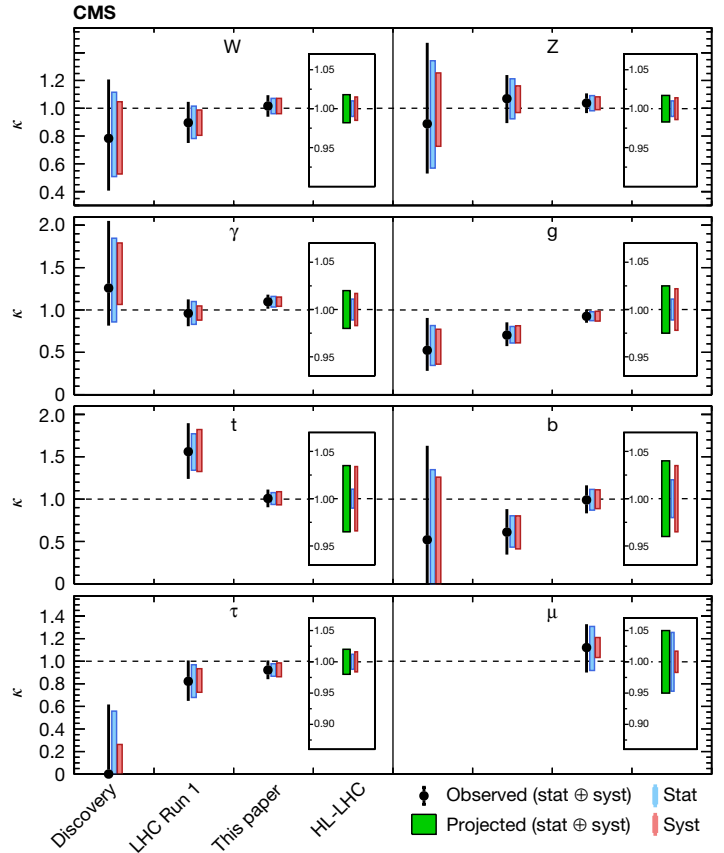 CMS
W
Z
κ
1.2
1.0
0.8
0.6
0.4
1.05
1.00
0.95
1.05
1.00
0.95
γ
g
κ
2.0
1.5
1.0
0.5
0
1.05
1.00
0.95
1.05
1.00
0.95
t
b
κ
2.0
1.5
1.0
0.5
0
1.05
1.00
0.95
1.05
1.00
0.95
τ
μ
κ
1.4
1.2
1.0
0.8
0.6
0.4
0.2
0
1.05
1.00
0.95
0.90
1.05
1.00
0.95
0.90
Discovery
LHC Run 1
This paper
HL-LHC
Observed (stat ⊕ syst)
Stat
Projected (stat ⊕ syst)
Syst